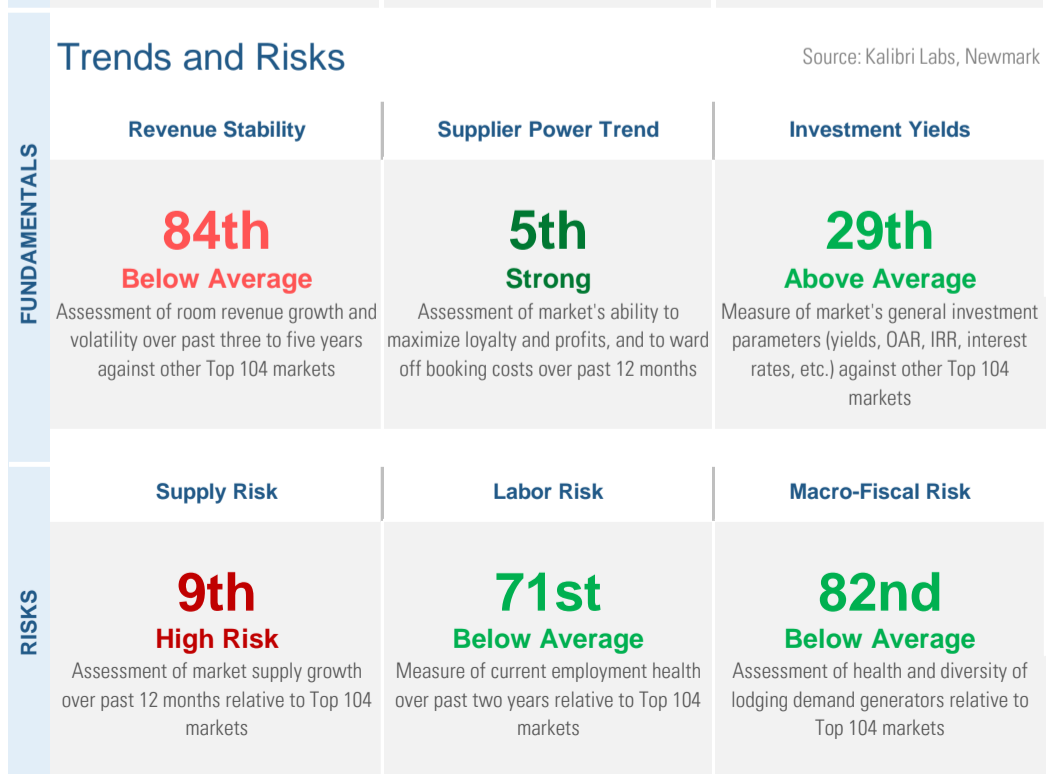 Trends and Risks
Source: Kalibri Labs, Newmark
FUNDAMENTALS
Revenue Stability
84th
Below Average
Assessment of room revenue growth and
volatility over past three to five years
against other Top 104 markets
Supplier Power Trend
5th
Strong
Assessment of market's ability to
maximize loyalty and profits, and to ward
off booking costs over past 12 months
Investment Yields
29th
Above Average
Measure of market's general investment
parameters (yields, OAR, IRR, interest
rates, etc.) against other Top 104
markets
RISKS
Supply Risk
9th
High Risk
Assessment of market supply growth
over past 12 months relative to Top 104
markets
Labor Risk
71st
Below Average
Measure of current employment health
over past two years relative to Top 104
markets
Macro-Fiscal Risk
82nd
Below Average
Assessment of health and diversity of
lodging demand generators relative to
Top 104 markets